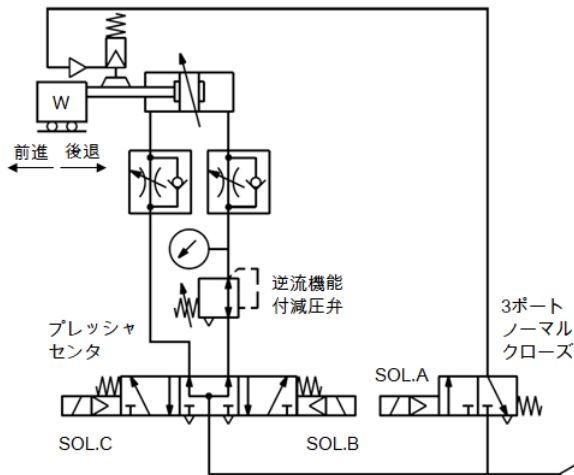 W
前進 後退
逆流機能
付減圧弁
プレッシャ
センタ
3ポート
ノーマル
クローズ
SOL.A
SOL.C
SOL.B